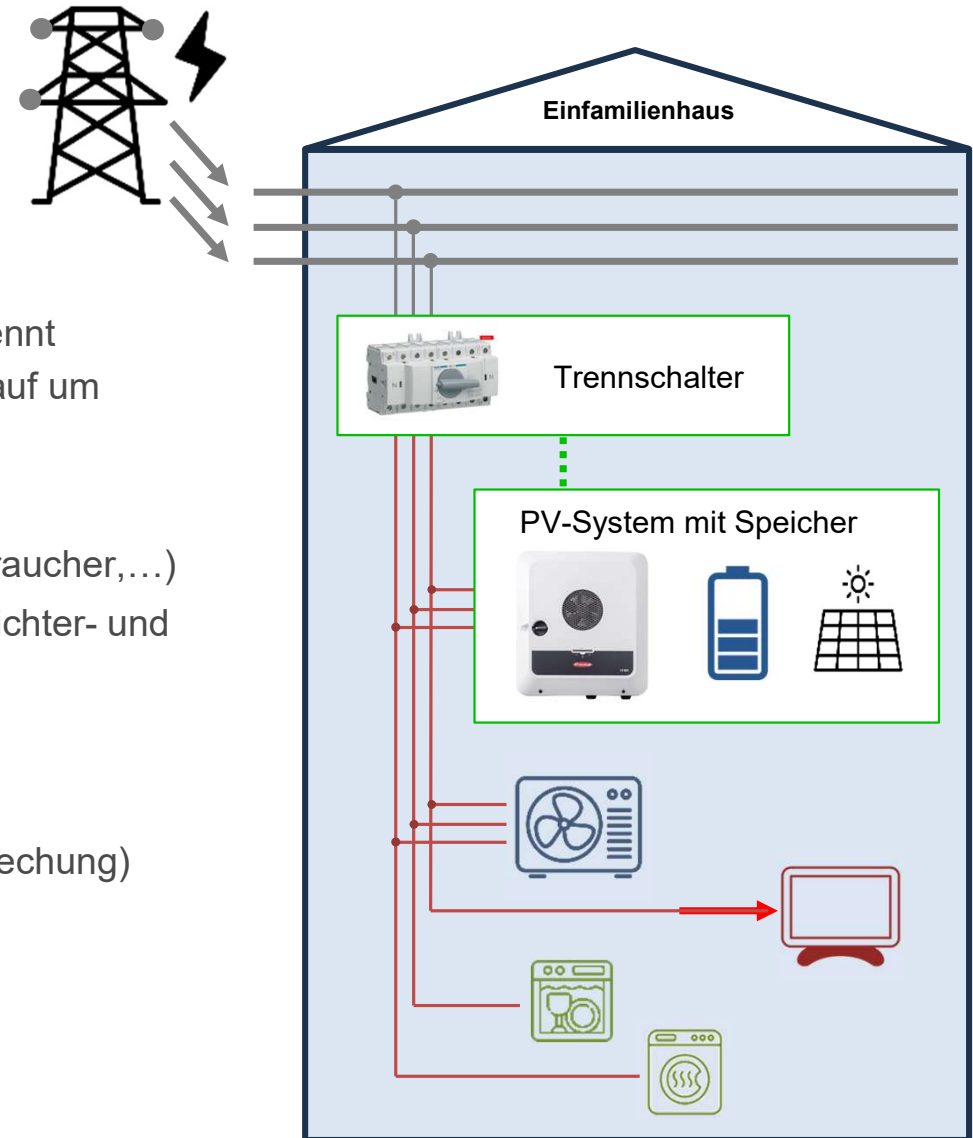 Einfamilienhaus
ennt
auf um
Trennschalter
PV-System mit Speicher
raucher,…)
ichter- und
echung)
N
N